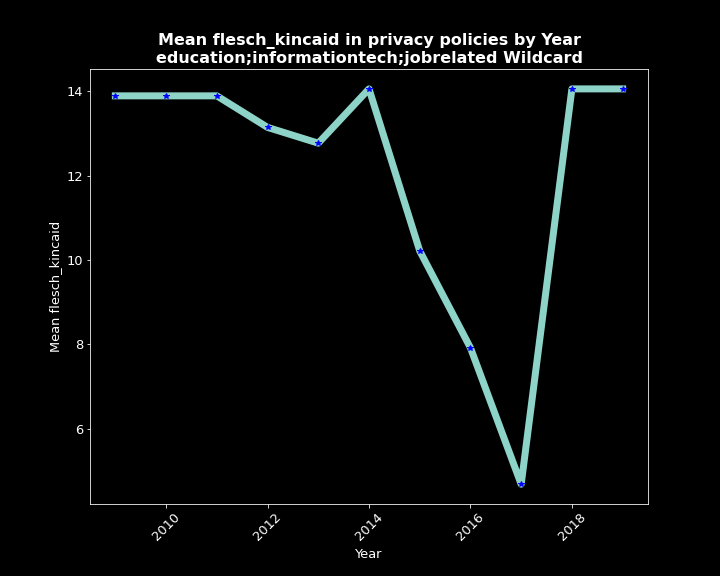 Mean flesch_kincaid in privacy policies by Year
education;informationtech;jobrelated Wildcard
14
12
10
8
6
Mean flesch_kincaid
2010
2012
2014
2016
2018
Year